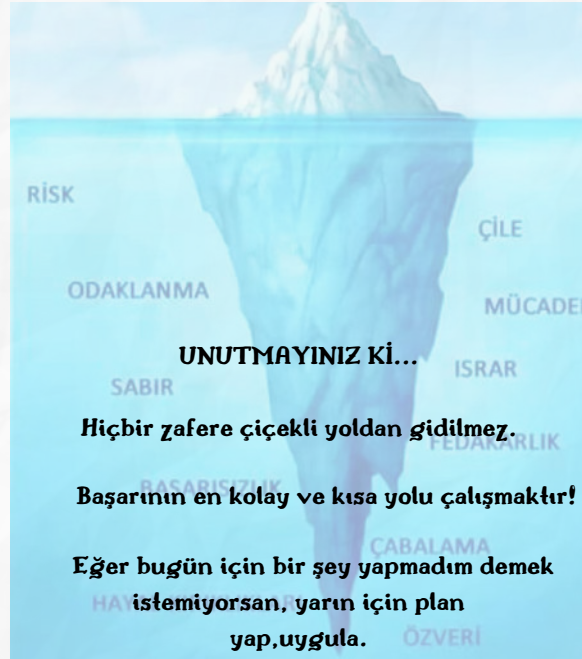 RİSK
ÇİLE
ODAKLANMA
UNUTMAYINIZ Kİ...
ISRAR
SABIR
Hiçbir zafere çiçekli yoldan gidilmez.
FEDAKARLIK
BAŞARISIZLIK
Başarının en kolay ve kısa yolu çalışmaktır!
ÇABALAMA
Eğer bugün için bir şey yapmadım demek
istemiyorsan, yarın için plan
yap,uygula.
ÖZVERİ